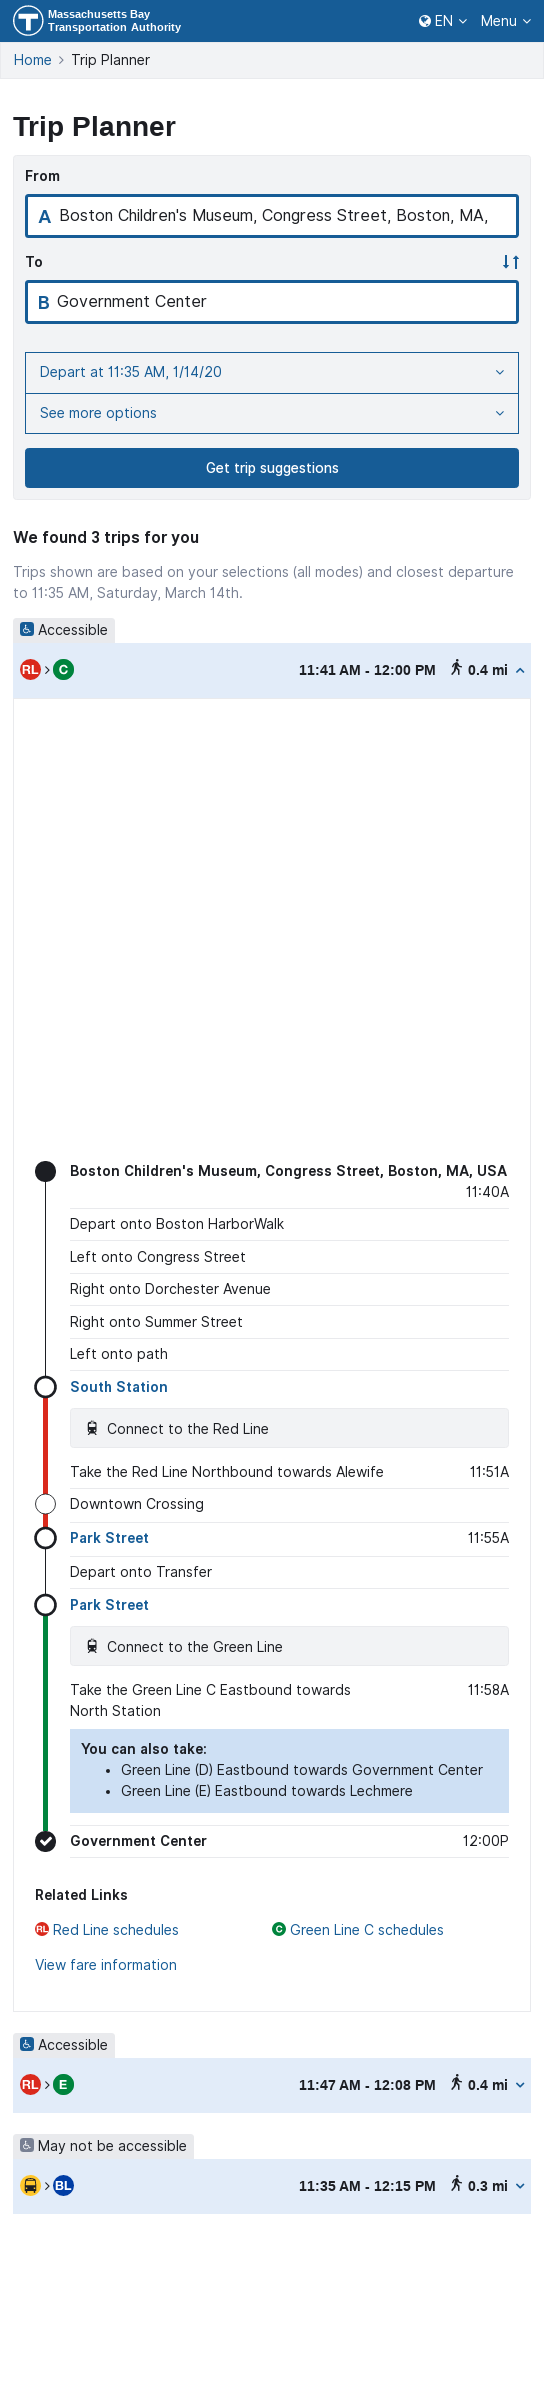 Massachusetts Bay
Transportation Authority
EN Menu
Home > Trip Planner
Trip Planner
From
A Boston Children's Museum, Congress Street, Boston, MA,
To
B Government Center
Depart at 11:35 AM, 1/14/20
See more options
Get trip suggestions
We found 3 trips for you
Trips shown are based on your selections (all modes) and closest departure
to 11:35 AM, Saturday, March 14th.
Accessible
RL > C 11:41 AM - 12:00 PM 0.4 mi
Boston Children's Museum, Congress Street, Boston, MA, USA
11:40A
Depart onto Boston HarborWalk
Left onto Congress Street
Right onto Dorchester Avenue
Right onto Summer Street
Left onto path
South Station
Connect to the Red Line
Take the Red Line Northbound towards Alewife 11:51A
Downtown Crossing
Park Street 11:55A
Depart onto Transfer
Park Street
Connect to the Green Line
Take the Green Line C Eastbound towards 11:58A
North Station
You can also take:
• Green Line (D) Eastbound towards Government Center
• Green Line (E) Eastbound towards Lechmere
Government Center 12:00P
Related Links
RL Red Line schedules C Green Line C schedules
View fare information
Accessible
RL > E 11:47 AM - 12:08 PM 0.4 mi
May not be accessible
> BL 11:35 AM - 12:15 PM 0.3 mi